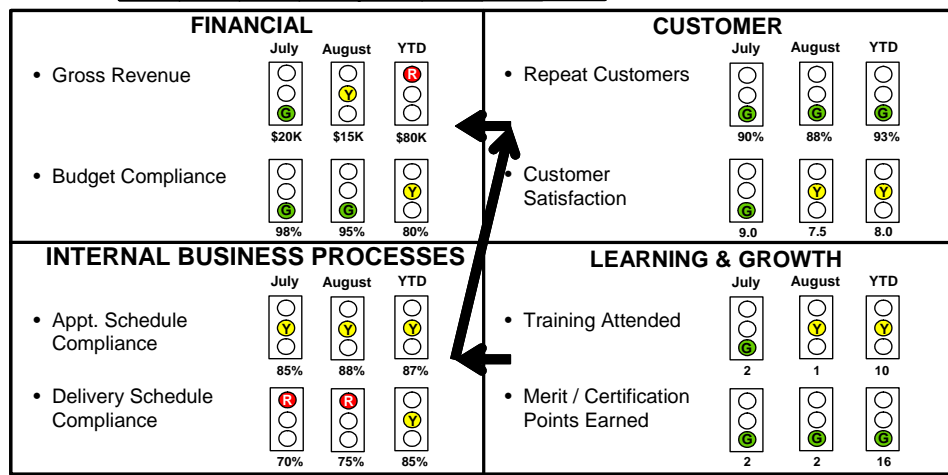 FINANCIAL
July August YTD
• Gross Revenue
R
Y
G
$20K $15K $80K
• Budget Compliance
Y
G G
98% 95% 80%
CUSTOMER
July August YTD
• Repeat Customers
G G G
90% 88% 93%
• Customer
Satisfaction
Y Y
G
9.0 7.5 8.0
INTERNAL BUSINESS PROCESSES
July August YTD
• Appt. Schedule
Compliance
Y Y Y
85% 88% 87%
• Delivery Schedule
Compliance
R R
Y
70% 75% 85%
LEARNING & GROWTH
July August YTD
• Training Attended
Y Y
G
2 1 10
• Merit / Certification
Points Earned
G G G
2 2 16